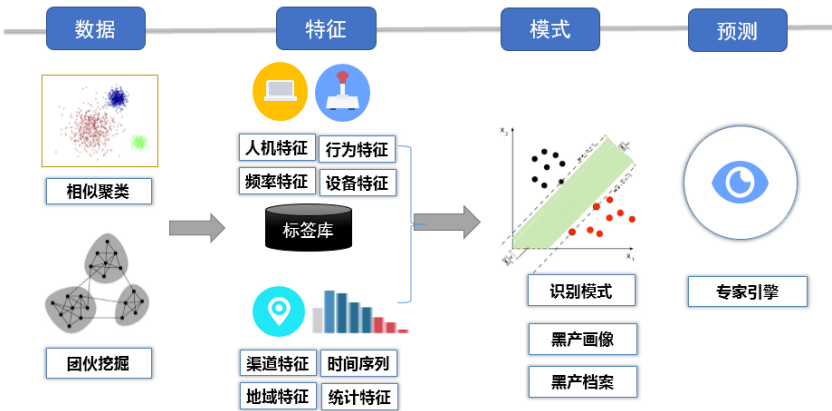 数据
特征
模式
预测
相似聚类
团伙挖掘
人机特征
行为特征
频率特征
设备特征
标签库
渠道特征
时间序列
地域特征
统计特征
X₂
X₁
识别模式
黑产画像
黑产档案
专家引擎